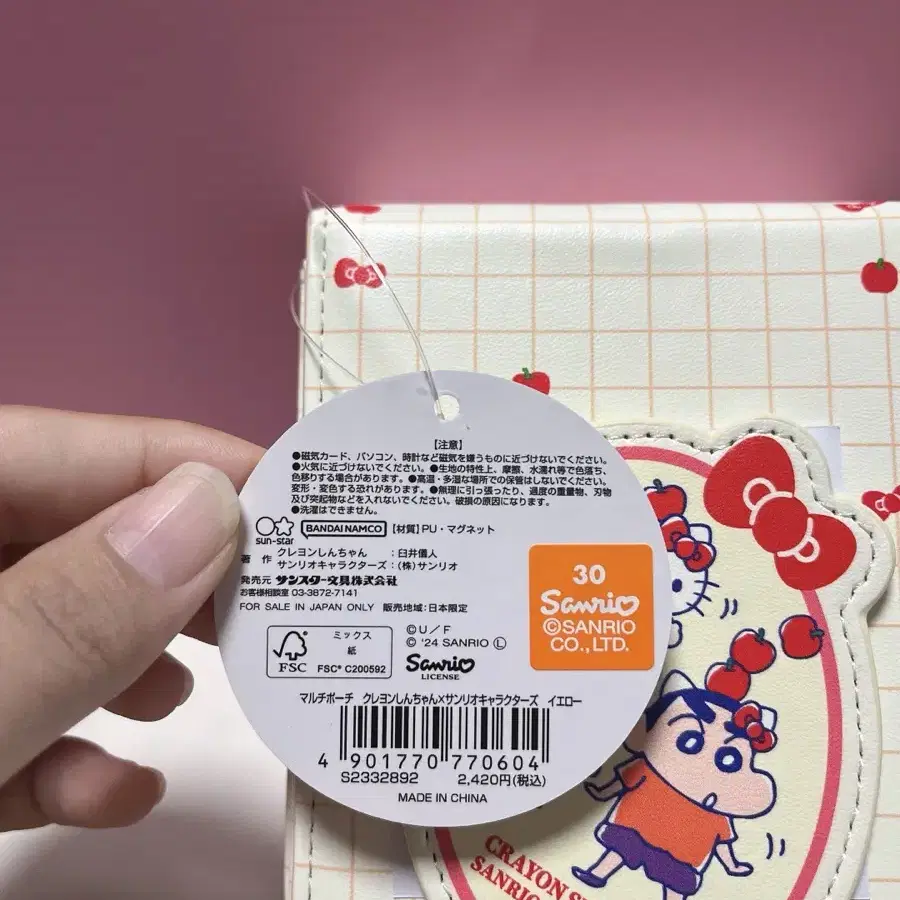 【注意】
●磁気カード、パソコン、時計など磁気を嫌うものに近づけないでください。
●火気に近づけないでください。●生地の特性上、摩擦、水濡れ等で色落ち、
色移りする場合があります。●高温・多湿な場所での保管はしないでください。
変形・変色する恐れがあります。●無理に引っ張ったり、過度の重量物、刃物
及び突起物などを入れないでください。破損の原因になります。
●洗濯はできません。
sun-star BANDAI NAMCO 【材質】PU・マグネット
著作 クレヨンしんちゃん :臼井儀人
サンリオキャラクターズ:(株)サンリオ
発売元 サンスター文具株式会社
お客様相談室 03-3872-7141
FOR SALE IN JAPAN ONLY 販売地域:日本限定
30
Sanrio
©SANRIO
CO.,LTD.
FSC
ミックス
紙
FSC® C200592
©U/F
© '24 SANRIO Ⓛ
Sanrio
LICENSE
マルチポーチ クレヨンしんちゃん×サンリオキャラクターズ イエロー
4 901770 770604
S2332892 2,420円(税込)
MADE IN CHINA
CRAYON